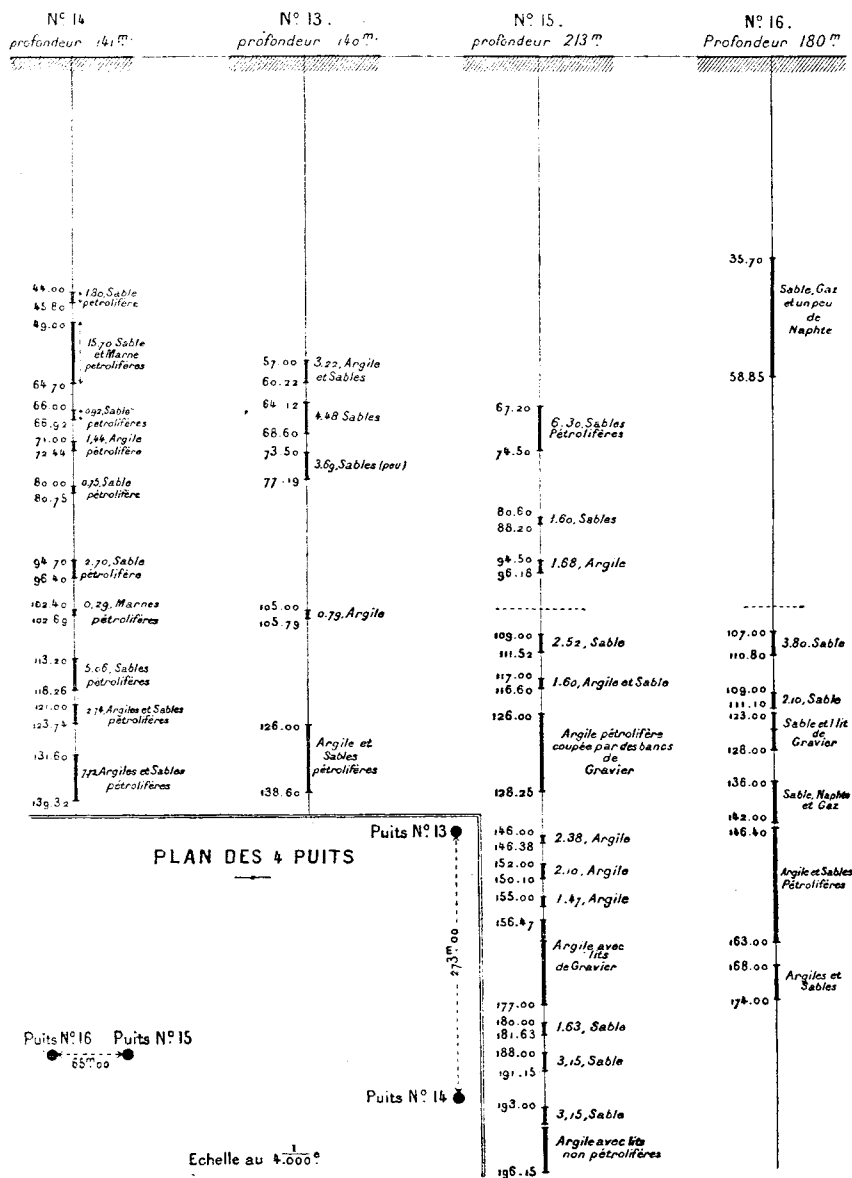 Nº 14
profondeur 141m
44.00
1.80, Sable
pétrolifère
45.80
49.00
15.70 Sable
et Marne
petrolifères
64.70
66.00
0.92, Sable
pétrolifères
66.92
71.00
1,44, Argile
pétrolifère
72.44
80.00
0.75, Sable
pétrolifère
80.75
94.70
2.70, Sable
pétrolifère
96.40
102.40
0,29, Marnes
pétrolifères
102.69
113.20
5.06, Sables
petrolifères
118.26
121.00
2.74, Argiles et Sables
pétrolifères
123.74
131.60
7,72 Argiles et Sables
pétrolifères
139.32
Nº 13.
profondeur 140m.
57.00
3.22, Argile
et Sables
60.22
64.12
4.48 Sables
68.60
73.50
3.69, Sables (peu)
77.19
105.00
0.79, Argile
105.79
126.00
Argile et
Sables
pétrolifères
138.60
Nº 15.
profondeur 213m
67.20
6.30, Sables
Pétrolifères
74.50
80.60
1.60, Sables
88.20
94.50
1.68, Argile
96.18
109.00
2.52, Sable
111.52
117.00
1.60, Argile et Sable
116.60
126.00
Argile pétrolifère
coupée par des bancs
de
Gravier
128.25
146.00
2.38, Argile
146.38
152.00
2.10, Argile
150.10
155.00
1.47, Argile
156.47
Argile avec
lits
de Gravier
177.00
180.00
1.63, Sable
181.63
188.00
3,15, Sable
191.15
193.00
3,15, Sable
Argile avec lits
non pétrolifères
196.15
Nº 16.
Profondeur 180m
35.70
Sable, Gaz
et un peu
de
Naphte
58.85
107.00
3.80. Sable
110.80
109.00
2.10, Sable
111.10
123.00
Sable et 1 lit
de
Gravier
128.00
136.00
Sable, Naphte
et Gaz
142.00
146.40
Argile et Sables
Pétrolifères
163.00
168.00
Argiles et
Sables
174.00
PLAN DES 4 PUITS
Puits Nº 13
273m.00
Puits Nº 14
Puits Nº 16
Puits Nº 15
65m00
Echelle au 1/4.000e